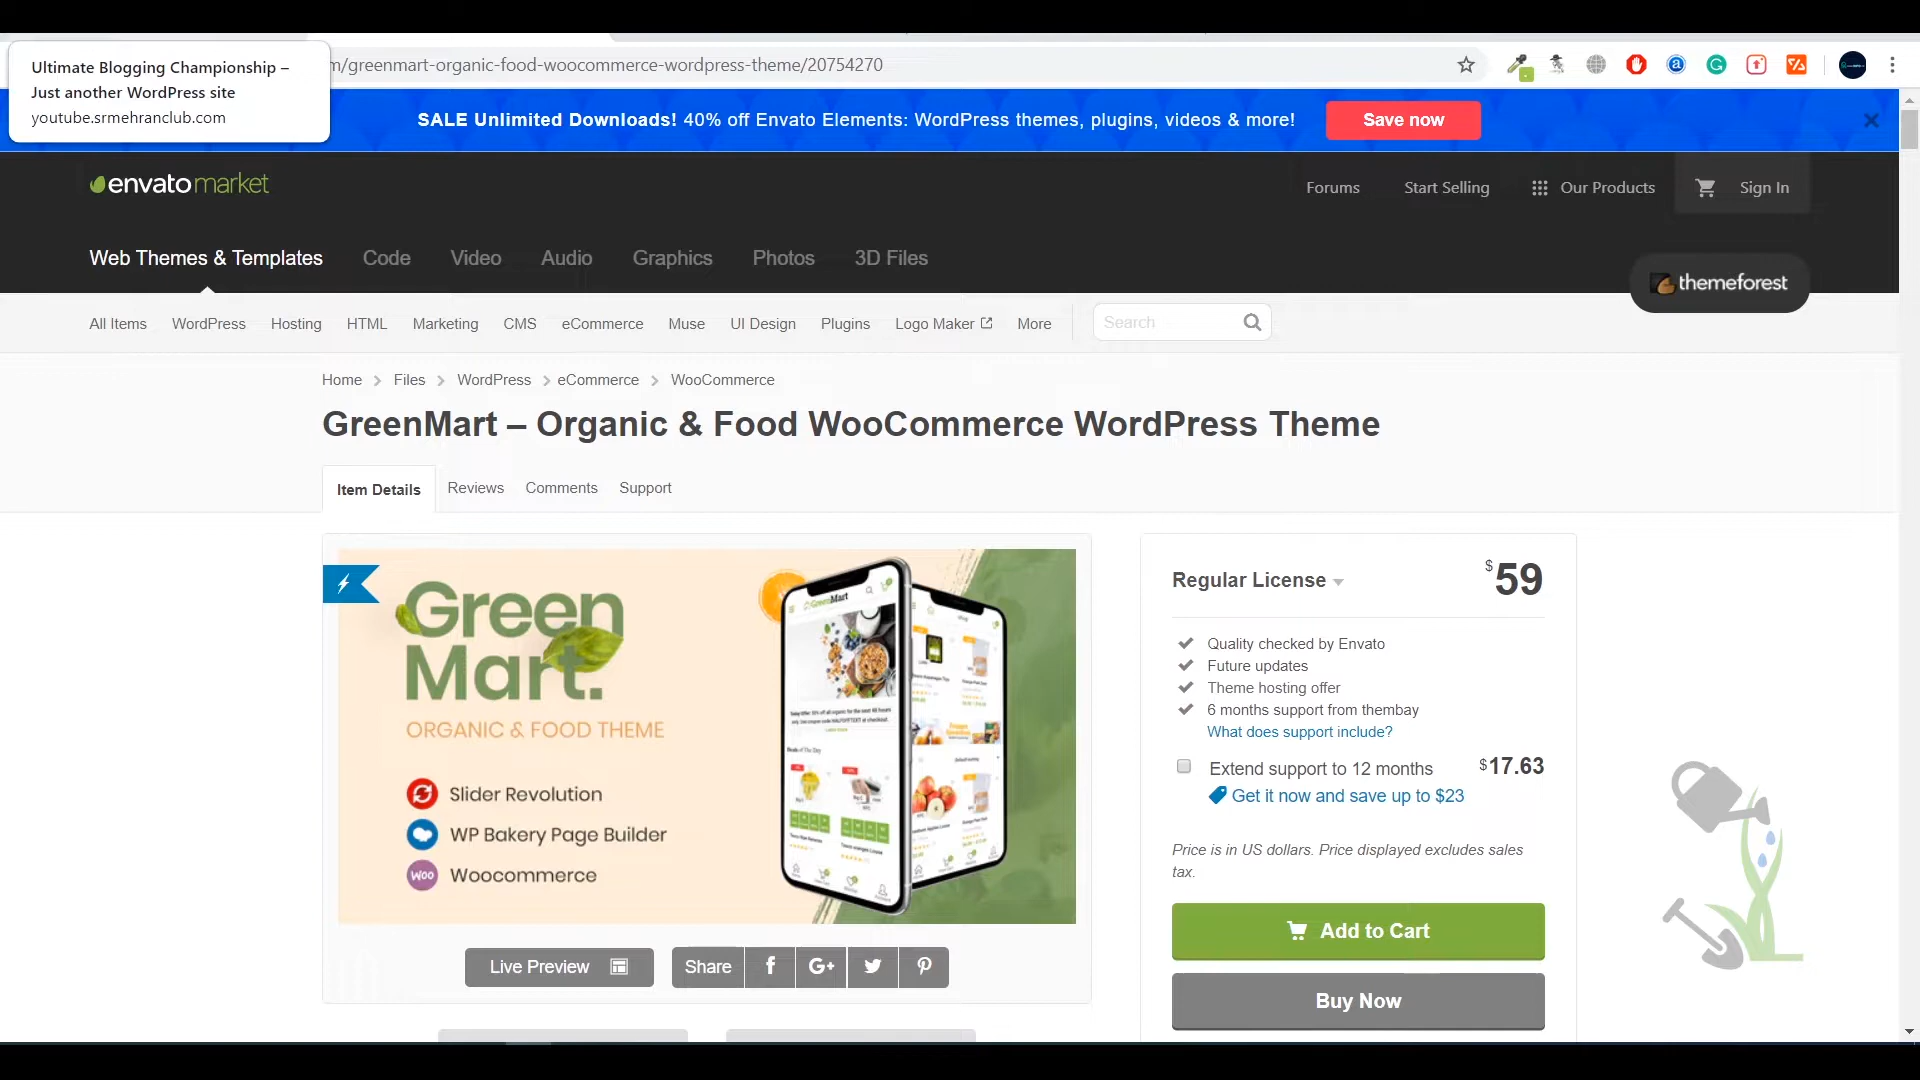 Ultimate Blogging Championship –
Just another WordPress site
youtube.srmehranclub.com
m/greenmart-organic-food-woocommerce-wordpress-theme/20754270
SALE Unlimited Downloads! 40% off Envato Elements: WordPress themes, plugins, videos & more!
Save now
envatomarket
Forums
Start Selling
Our Products
Sign In
Web Themes & Templates
Code
Video
Audio
Graphics
Photos
3D Files
themeforest
All Items
WordPress
Hosting
HTML
Marketing
CMS
eCommerce
Muse
UI Design
Plugins
Logo Maker
More
Search
Home
Files
WordPress
eCommerce
WooCommerce
GreenMart – Organic & Food WooCommerce WordPress Theme
Item Details
Reviews
Comments
Support
Green
Mart.
ORGANIC & FOOD THEME
Slider Revolution
WP Bakery Page Builder
Woo
Woocommerce
GreenMart
Live Preview
Share
f
G+
Regular License
$59
Quality checked by Envato
Future updates
Theme hosting offer
6 months support from thembay
What does support include?
Extend support to 12 months
$17.63
Get it now and save up to $23
Price is in US dollars. Price displayed excludes sales
tax.
Add to Cart
Buy Now